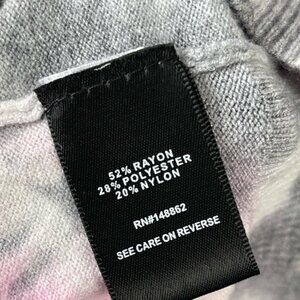 52% RAYON
28% POLYESTER
20% NYLON
RN#148862
SEE CARE ON REVERSE